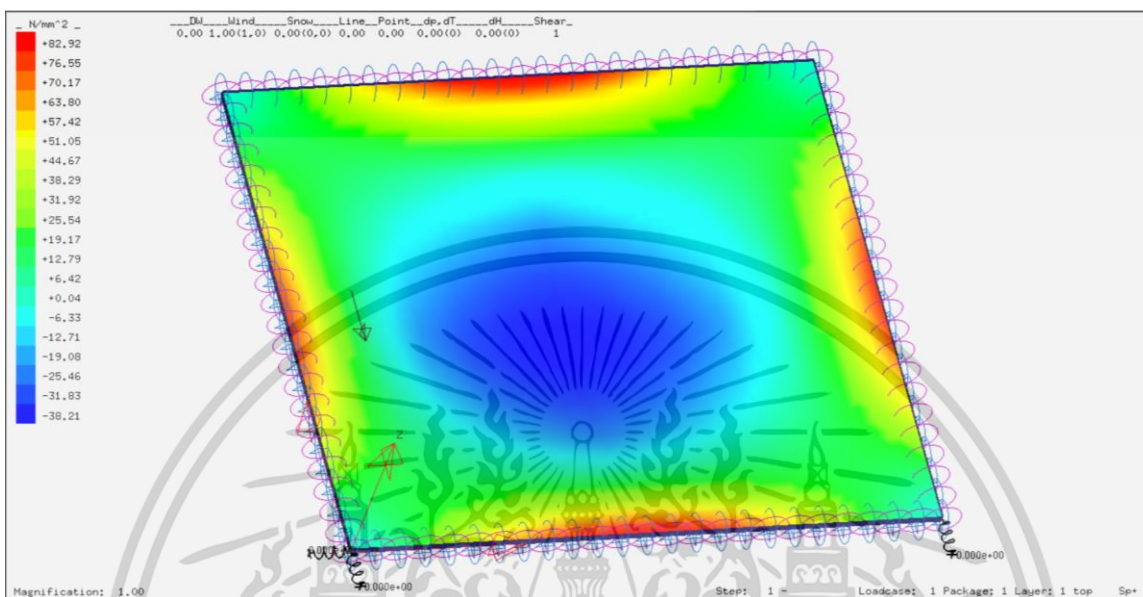 _ N/mm^2 _
___DW____Wind_____Snow____Line__Point__dp,dT_____dH_____Shear_
0.00 1.00(1,0) 0.00(0,0) 0.00 0.00 0.00(0) 0.00(0) 1
+82.92
+76.55
+70.17
+63.80
+57.42
+51.05
+44.67
+38.29
+31.92
+25.54
+19.17
+12.79
+6.42
+0.04
-6.33
-12.71
-19.08
-25.46
-31.83
-38.21
Z
0.000e+00
0.000e+00
Magnification: 1.00
Step: 1 -
Loadcase: 1 Package: 1 Layer: 1 top